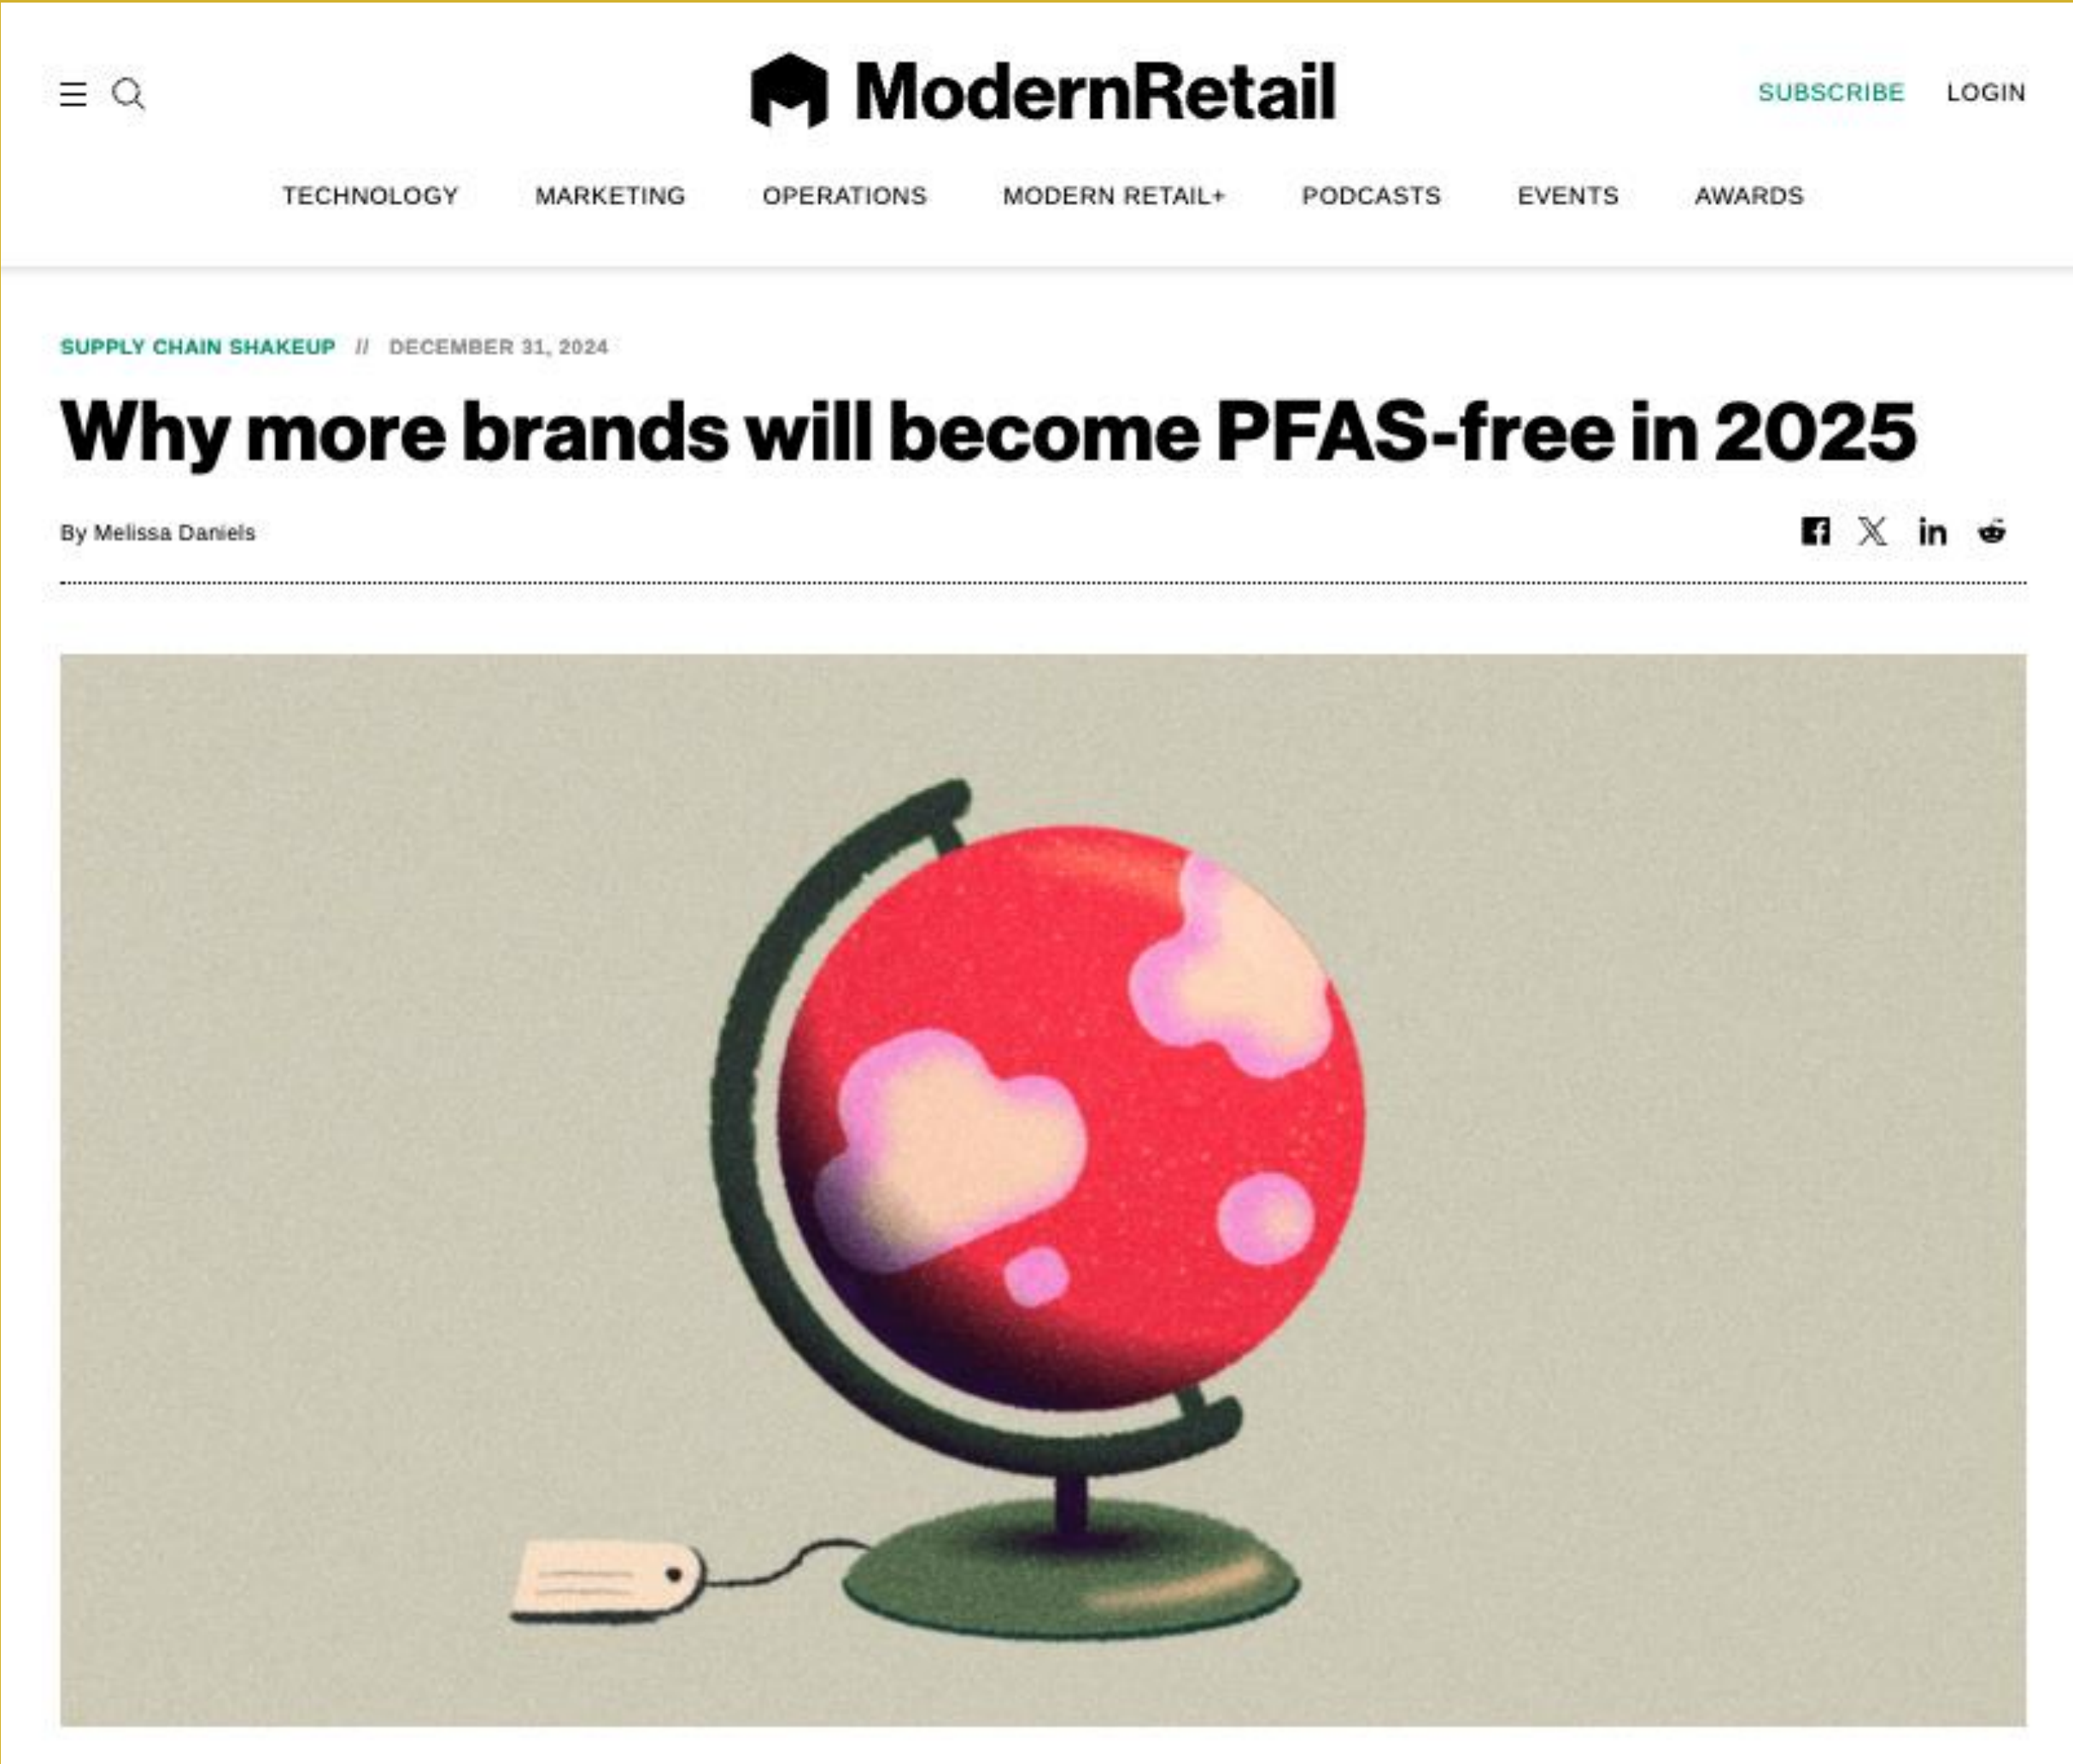 ModernRetail
SUBSCRIBE LOGIN
TECHNOLOGY MARKETING OPERATIONS MODERN RETAIL+ PODCASTS EVENTS AWARDS
SUPPLY CHAIN SHAKEUP // DECEMBER 31, 2024
Why more brands will become PFAS-free in 2025
By Melissa Daniels